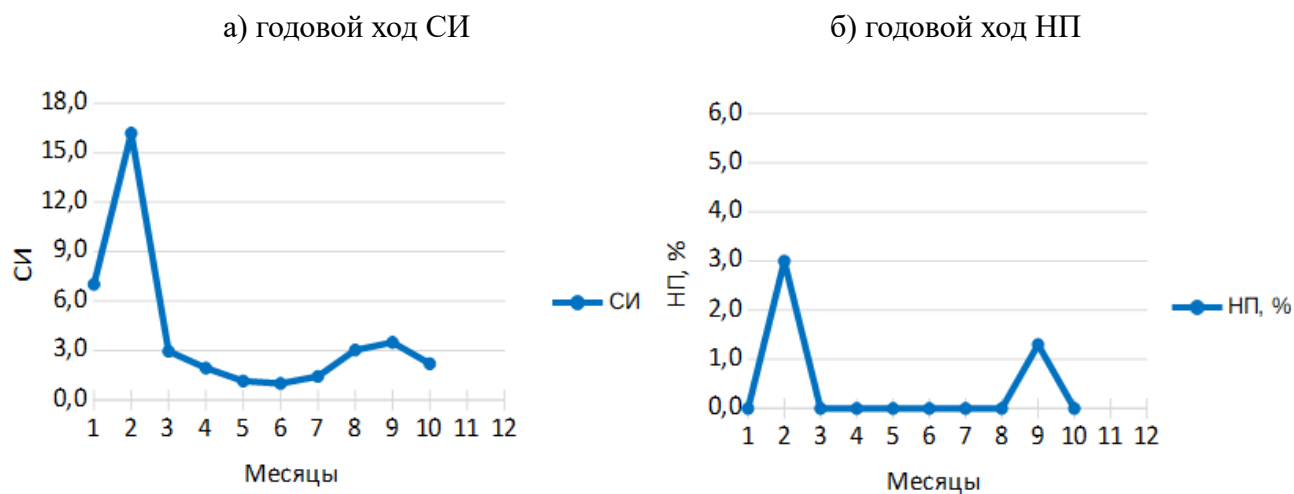 а) годовой ход СИ
б) годовой ход НП
18,0
15,0
12,0
9,0
6,0
3,0
0,0
СИ
1 2 3 4 5 6 7 8 9 10 11 12
Месяцы
СИ
6,0
5,0
4,0
3,0
2,0
1,0
0,0
НП, %
1 2 3 4 5 6 7 8 9 10 11 12
Месяцы
НП, %